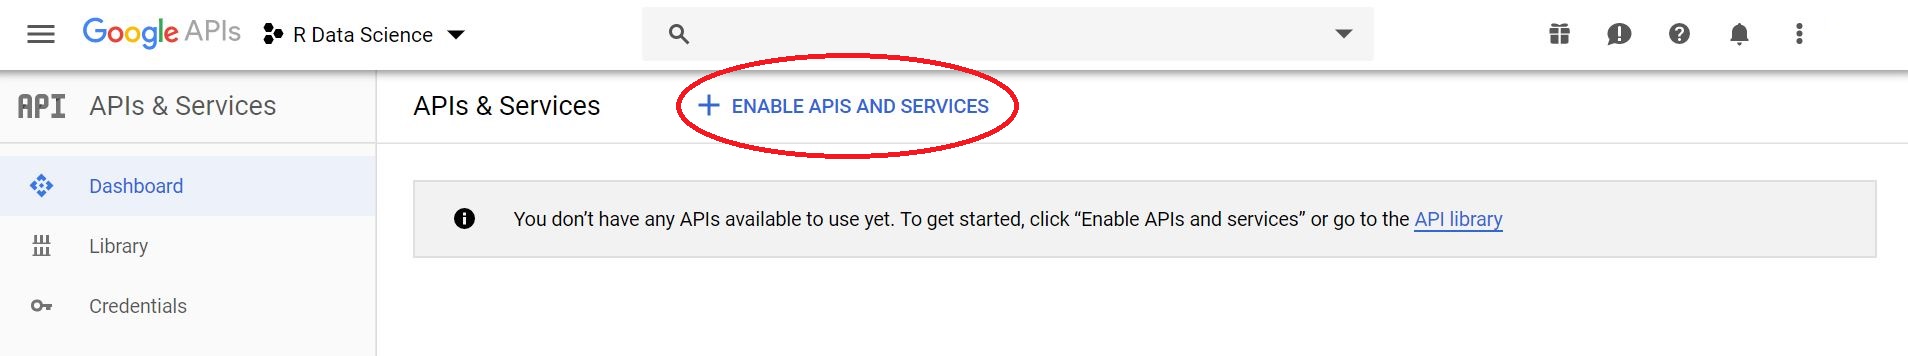 Google APIs R Data Science
API APIs & Services
APIs & Services + ENABLE APIS AND SERVICES
Dashboard
You don’t have any APIs available to use yet. To get started, click “Enable APIs and services” or go to the API library
Library
Credentials